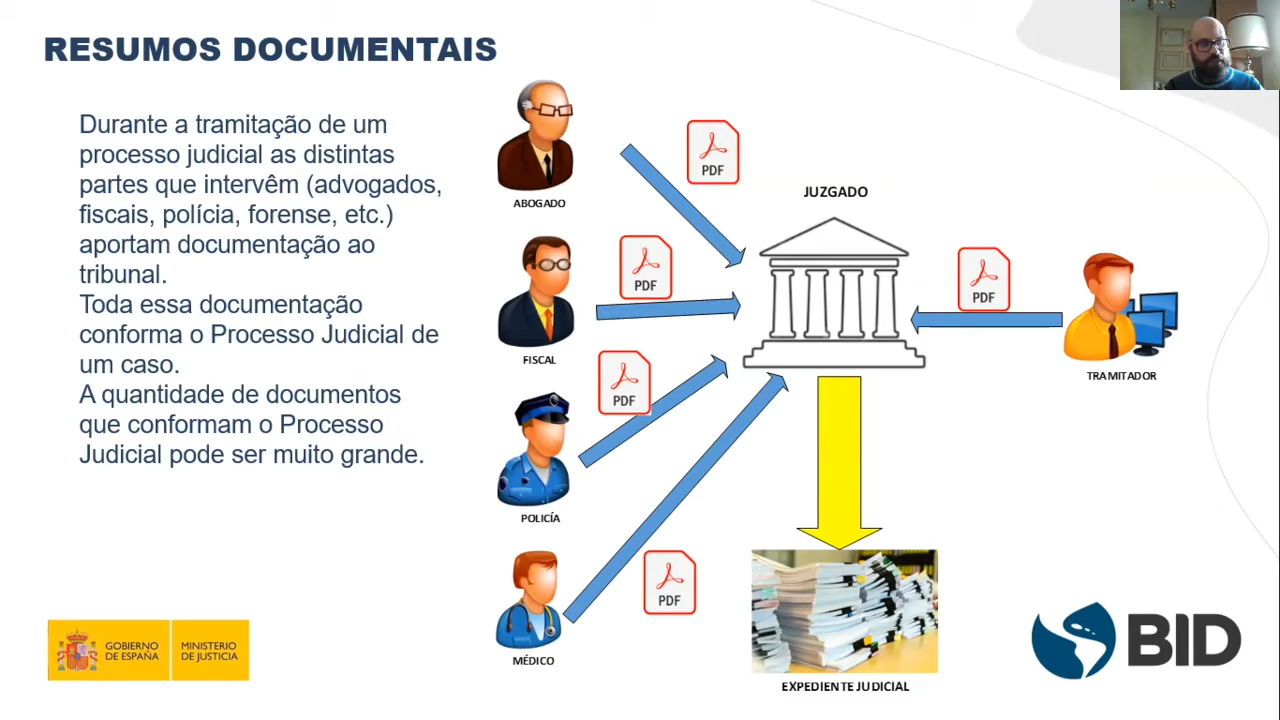 RESUMOS DOCUMENTAIS
Durante a tramitação de um
processo judicial as distintas
partes que intervêm (advogados,
fiscais, polícia, forense, etc.)
aportam documentação ao
tribunal.
Toda essa documentação
conforma o Processo Judicial de
um caso.
A quantidade de documentos
que conformam o Processo
Judicial pode ser muito grande.
ABOGADO
PDF
FISCAL
PDF
POLICÍA
PDF
MÉDICO
PDF
JUZGADO
PDF
TRAMITADOR
EXPEDIENTE JUDICIAL
GOBIERNO
DE ESPAÑA
MINISTERIO
DE JUSTICIA
BID